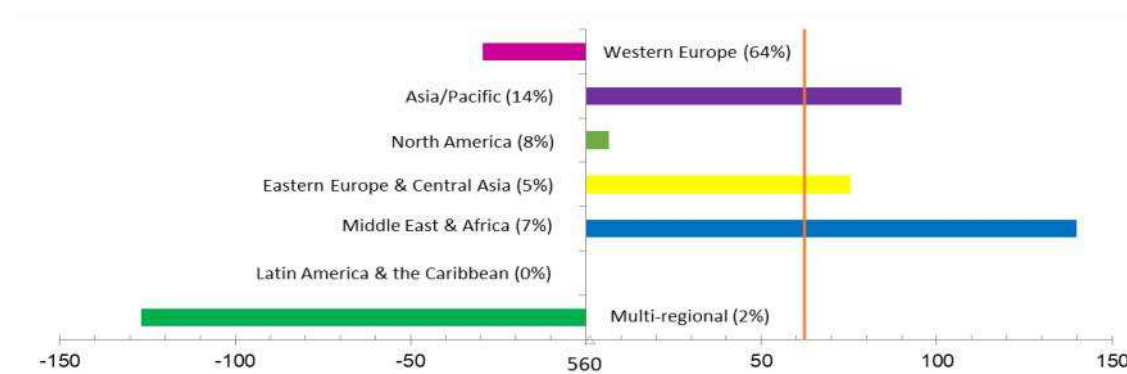 Western Europe (64%)
Asia/Pacific (14%)
North America (8%)
Eastern Europe & Central Asia (5%)
Middle East & Africa (7%)
Latin America & the Caribbean (0%)
Multi-regional (2%)
-150 -100 -50 560 50 100 150